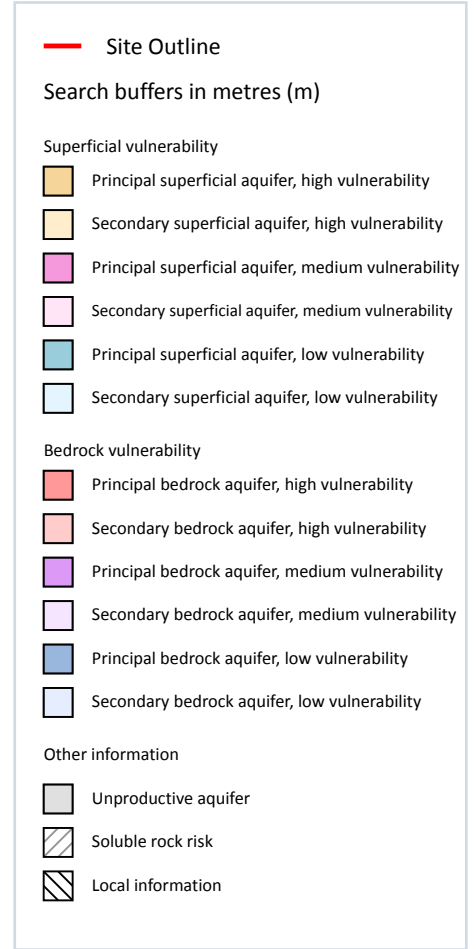 Site Outline
Search buffers in metres (m)
Superficial vulnerability
Principal superficial aquifer, high vulnerability
Secondary superficial aquifer, high vulnerability
Principal superficial aquifer, medium vulnerability
Secondary superficial aquifer, medium vulnerability
Principal superficial aquifer, low vulnerability
Secondary superficial aquifer, low vulnerability
Bedrock vulnerability
Principal bedrock aquifer, high vulnerability
Secondary bedrock aquifer, high vulnerability
Principal bedrock aquifer, medium vulnerability
Secondary bedrock aquifer, medium vulnerability
Principal bedrock aquifer, low vulnerability
Secondary bedrock aquifer, low vulnerability
Other information
Unproductive aquifer
Soluble rock risk
Local information